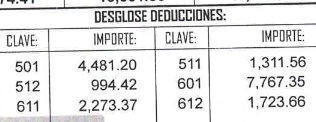 DESGLOSE DEDUCCIONES:
CLAVE: IMPORTE: CLAVE: IMPORTE:
501 4,481.20 511 1,311.56
512 994.42 601 7,767.35
611 2,273.37 612 1,723.66